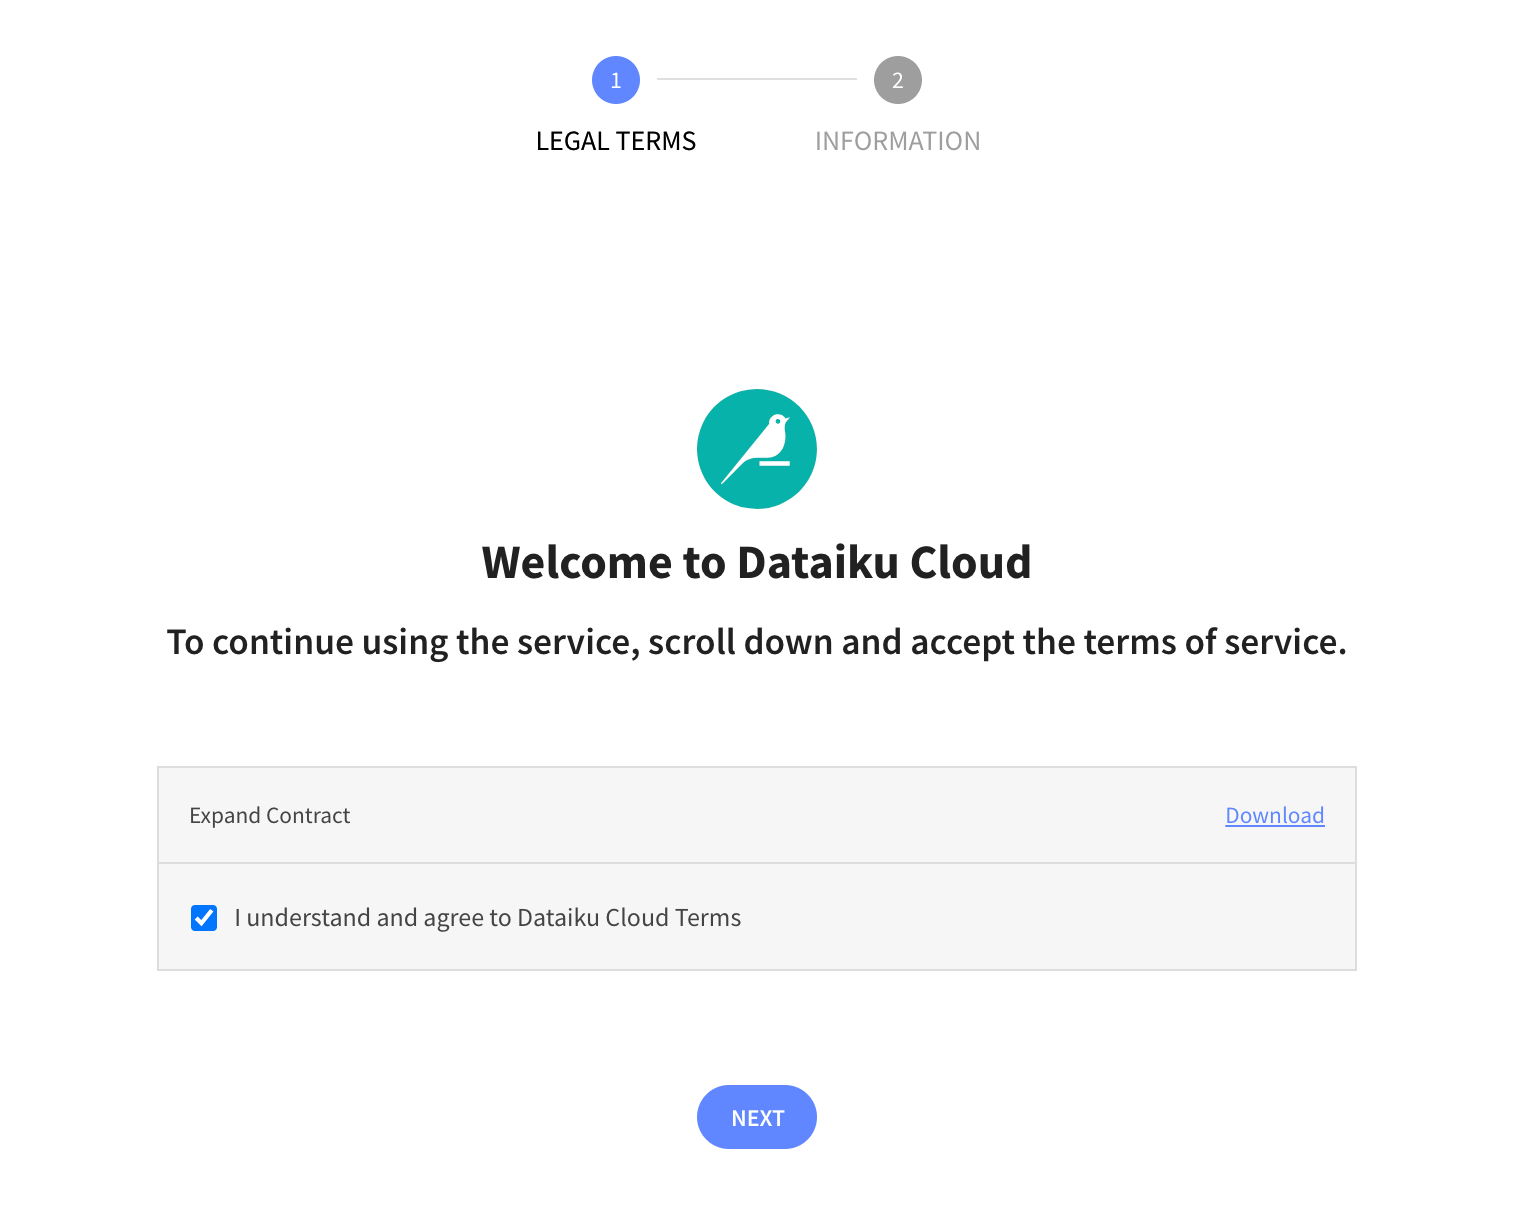 1
2
LEGAL TERMS
INFORMATION
Welcome to Dataiku Cloud
To continue using the service, scroll down and accept the terms of service.
Expand Contract
Download
I understand and agree to Dataiku Cloud Terms
NEXT